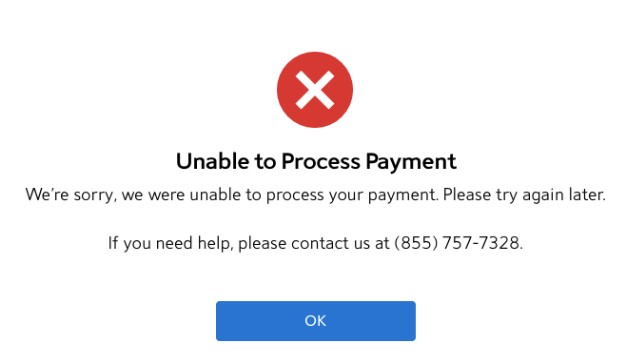 Unable to Process Payment
We're sorry, we were unable to process your payment. Please try again later.
If you need help, please contact us at (855) 757-7328.
OK